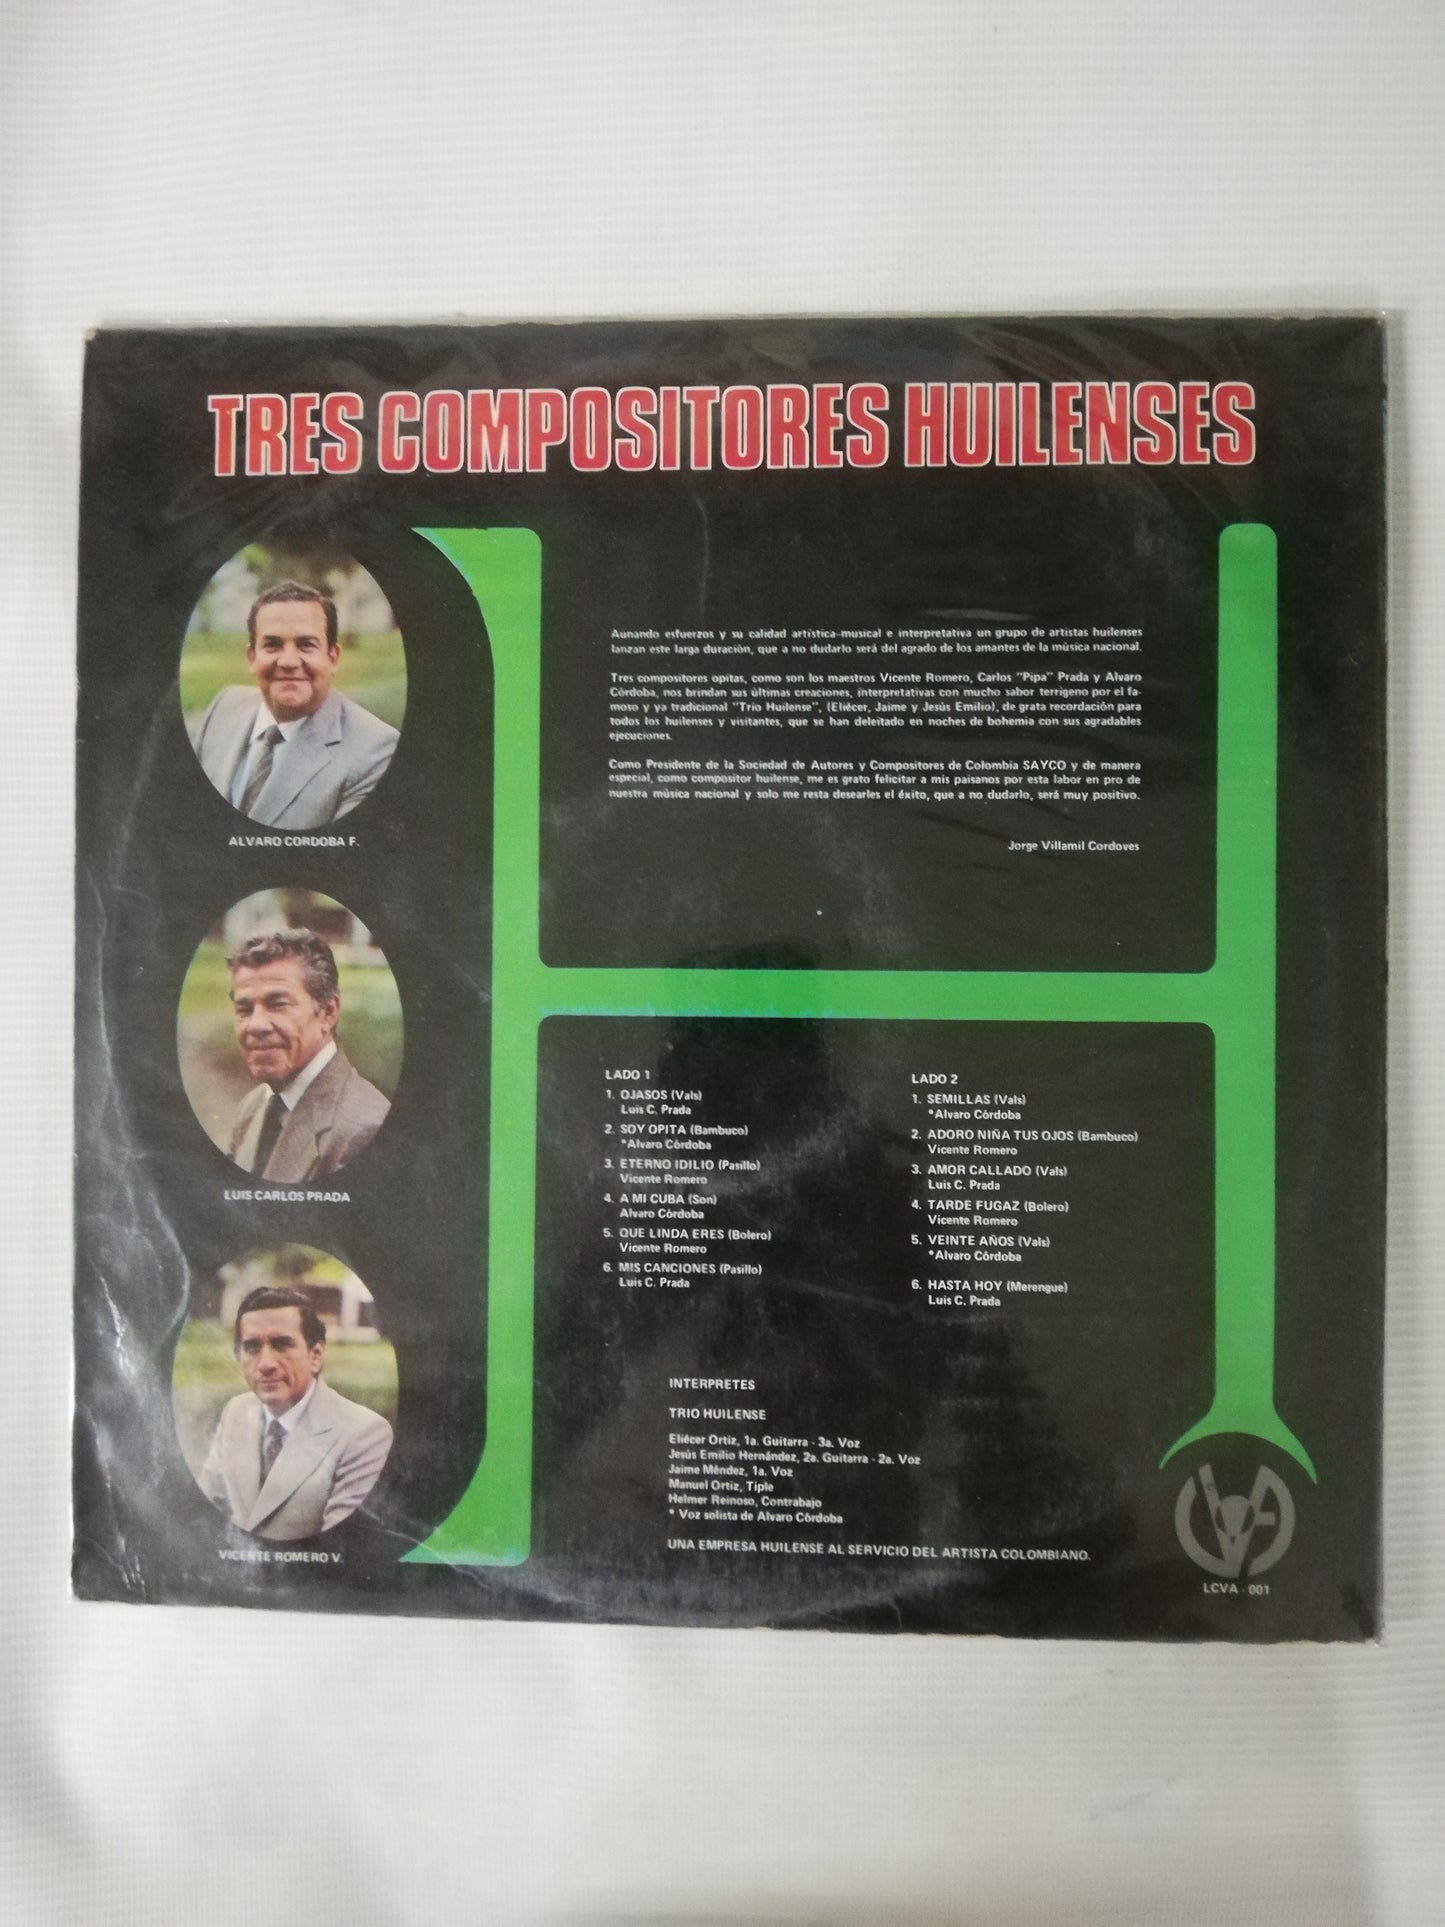 TRES COMPOSITORES HUILENSES
Aunando esfuerzos y su calidad artística-musical e interpretativa un grupo de artistas huilenses
lanzan este larga duración, que a no dudarlo será del agrado de los amantes de la música nacional.
Tres compositores opitas, como son los maestros Vicente Romero, Carlos "Pipa" Prada y Alvaro
Córdoba, nos brindan sus últimas creaciones, interpretativas con mucho sabor terrígeno por el fa-
moso y ya tradicional "Trio Huilense", (Eliécer, Jaime y Jesús Emilio), de grata recordación para
todos los huilenses y visitantes, que se han deleitado en noches de bohemia con sus agradables
ejecuciones.
Como Presidente de la Sociedad de Autores y Compositores de Colombia SAYCO y de manera
especial, como compositor huilense, me es grato felicitar a mis paisanos por esta labor en pro de
nuestra música nacional y solo me resta desearles el éxito, que a no dudarlo, será muy positivo.
Jorge Villamil Cordoves
ALVARO CORDOBA F.
LUIS CARLOS PRADA
VICENTE ROMERO V.
LADO 1
1. OJASOS (Vals)
Luis C. Prada
2. SOY OPITA (Bambuco)
*Alvaro Córdoba
3. ETERNO IDILIO (Pasillo)
Vicente Romero
4. A MI CUBA (Son)
Alvaro Córdoba
5. QUE LINDA ERES (Bolero)
Vicente Romero
6. MIS CANCIONES (Pasillo)
Luis C. Prada
LADO 2
1. SEMILLAS (Vals)
*Alvaro Córdoba
2. ADORO NIÑA TUS OJOS (Bambuco)
Vicente Romero
3. AMOR CALLADO (Vals)
Luis C. Prada
4. TARDE FUGAZ (Bolero)
Vicente Romero
5. VEINTE AÑOS (Vals)
*Alvaro Córdoba
6. HASTA HOY (Merengue)
Luis C. Prada
INTERPRETES
TRIO HUILENSE
Eliécer Ortiz, 1a. Guitarra - 3a. Voz
Jesús Emilio Hernández, 2a. Guitarra - 2a. Voz
Jaime Méndez, 1a. Voz
Manuel Ortiz, Tiple
Helmer Reinoso, Contrabajo
* Voz solista de Alvaro Córdoba
UNA EMPRESA HUILENSE AL SERVICIO DEL ARTISTA COLOMBIANO.
LCVA - 001